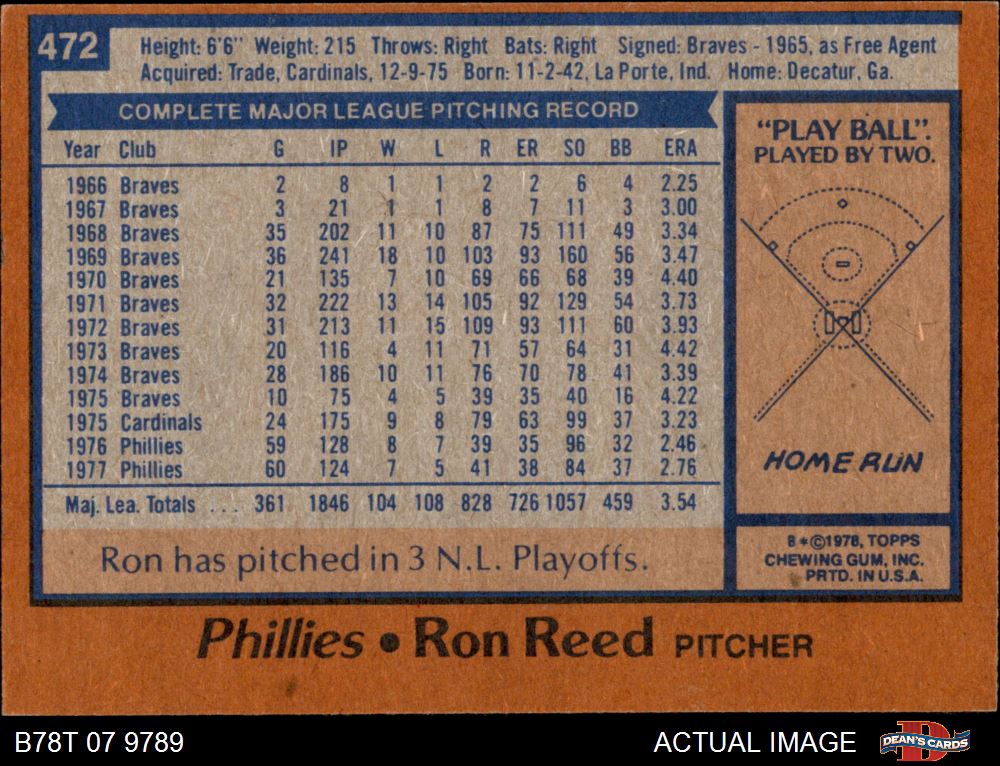 472
Height: 6'6" Weight: 215 Throws: Right Bats: Right Signed: Braves - 1965, as Free Agent
Acquired: Trade, Cardinals, 12-9-75 Born: 11-2-42, La Porte, Ind. Home: Decatur, Ga.
COMPLETE MAJOR LEAGUE PITCHING RECORD
Year Club G IP W L R ER SO BB ERA
1966 Braves 2 8 1 1 2 2 6 4 2.25
1967 Braves 3 21 1 1 8 7 11 3 3.00
1968 Braves 35 202 11 10 87 75 111 49 3.34
1969 Braves 36 241 18 10 103 93 160 56 3.47
1970 Braves 21 135 7 10 69 66 68 39 4.40
1971 Braves 32 222 13 14 105 92 129 54 3.73
1972 Braves 31 213 11 15 109 93 111 60 3.93
1973 Braves 20 116 4 11 71 57 64 31 4.42
1974 Braves 28 186 10 11 76 70 78 41 3.39
1975 Braves 10 75 4 5 39 35 40 16 4.22
1975 Cardinals 24 175 9 8 79 63 99 37 3.23
1976 Phillies 59 128 8 7 39 35 96 32 2.46
1977 Phillies 60 124 7 5 41 38 84 37 2.76
Maj. Lea. Totals ... 361 1846 104 108 828 726 1057 459 3.54
Ron has pitched in 3 N.L. Playoffs.
"PLAY BALL".
PLAYED BY TWO.
HOME RUN
8*©1978, TOPPS
CHEWING GUM, INC.
PRTD. IN U.S.A.
Phillies • Ron Reed PITCHER
B78T 07 9789
ACTUAL IMAGE
D
DEAN'S CARDS